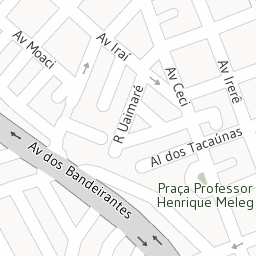 Av Moaci
Av Iraí
Av Ceci
Av Irerê
R Uaimaré
Al dos Tacaúnas
Av dos Bandeirantes
Praça Professor
Henrique Meleg